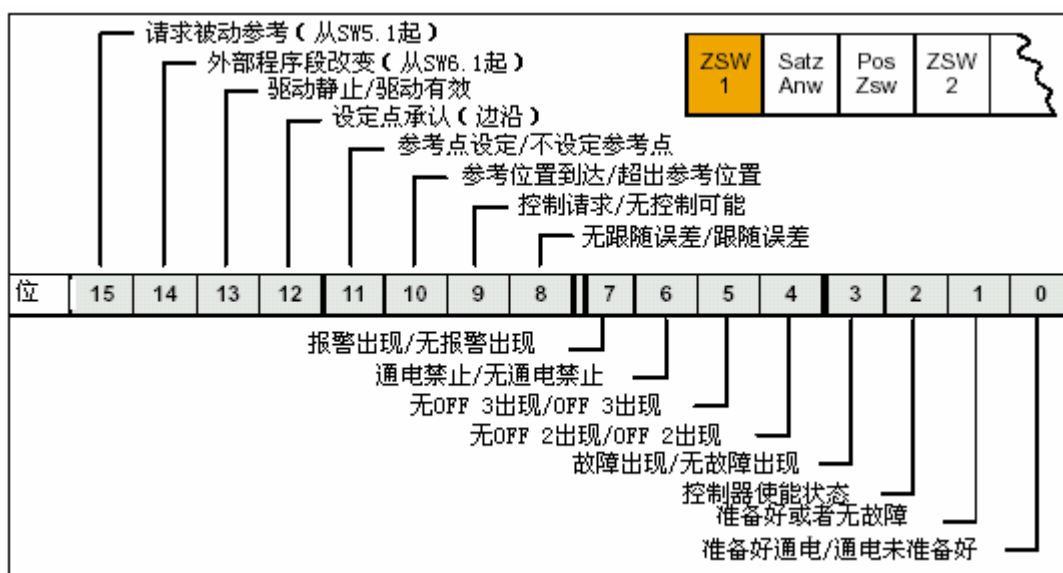 请求被动参考(从SW5.1起)
外部程序段改变(从SW6.1起)
驱动静止/驱动有效
设定点承认(边沿)
参考点设定/不设定参考点
参考位置到达/超出参考位置
控制请求/无控制可能
无跟随误差/跟随误差
ZSW 1
Satz Anw
Pos Zsw
ZSW 2
位 15 14 13 12 11 10 9 8 7 6 5 4 3 2 1 0
报警出现/无报警出现
通电禁止/无通电禁止
无OFF 3出现/OFF 3出现
无OFF 2出现/OFF 2出现
故障出现/无故障出现
控制器使能状态
准备好或者无故障
准备好通电/通电未准备好